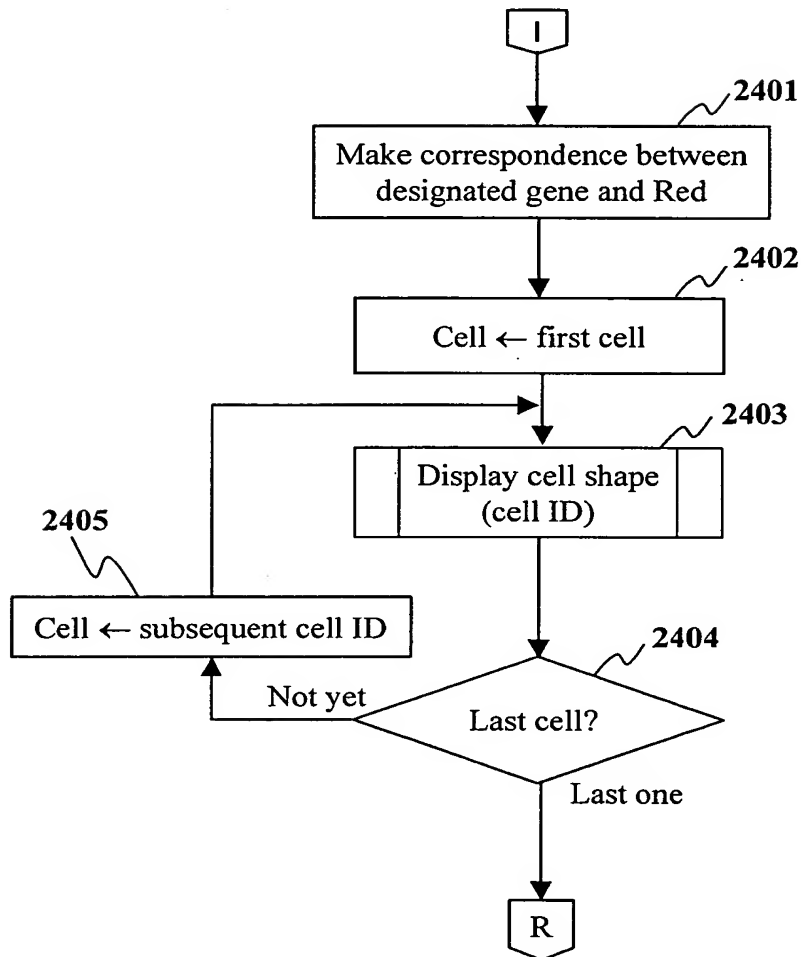 I
2401
Make correspondence between
designated gene and Red
2402
Cell ← first cell
2403
Display cell shape
(cell ID)
2405
Cell ← subsequent cell ID
2404
Not yet
Last cell?
Last one
R